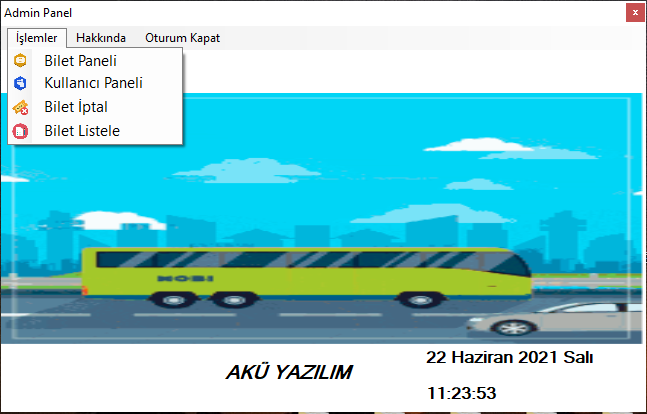 Admin Panel
İşlemler Hakkında Oturum Kapat
Bilet Paneli
Kullanıcı Paneli
Bilet İptal
Bilet Listele
MOBI
AKÜ YAZILIM
22 Haziran 2021 Salı
11:23:53